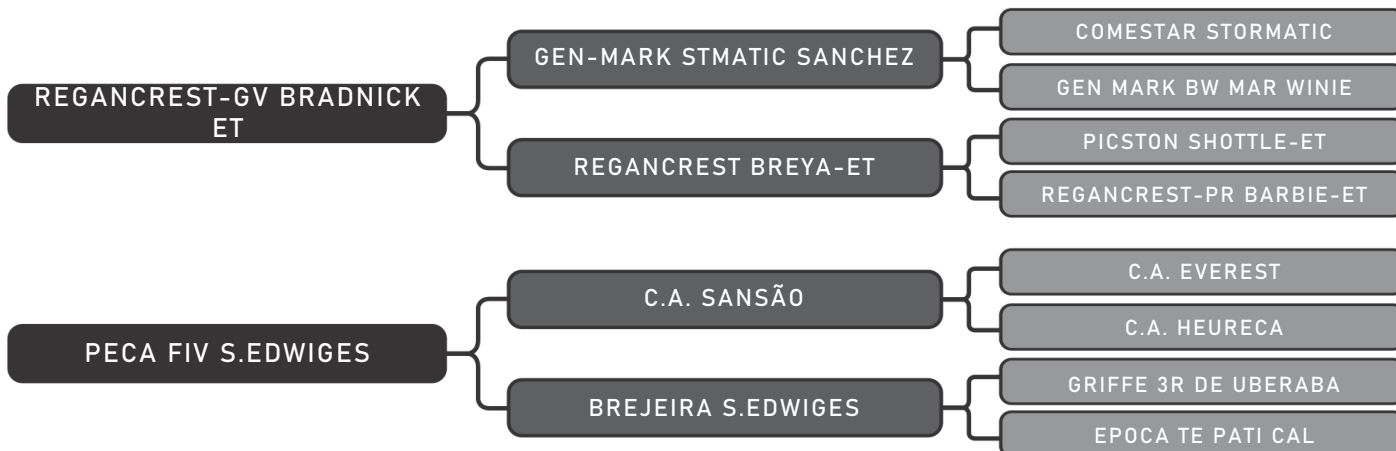 REGANCREST-GV BRADNICK
ET
GEN-MARK STMATIC SANCHEZ
COMESTAR STORMATIC
GEN MARK BW MAR WINIE
REGANCREST BREYA-ET
PICSTON SHOTTLE-ET
REGANCREST-PR BARBIE-ET
PECA FIV S.EDWIGES
C.A. SANSÃO
C.A. EVEREST
C.A. HEURECA
BREJEIRA S.EDWIGES
GRIFFE 3R DE UBERABA
EPOCA TE PATI CAL